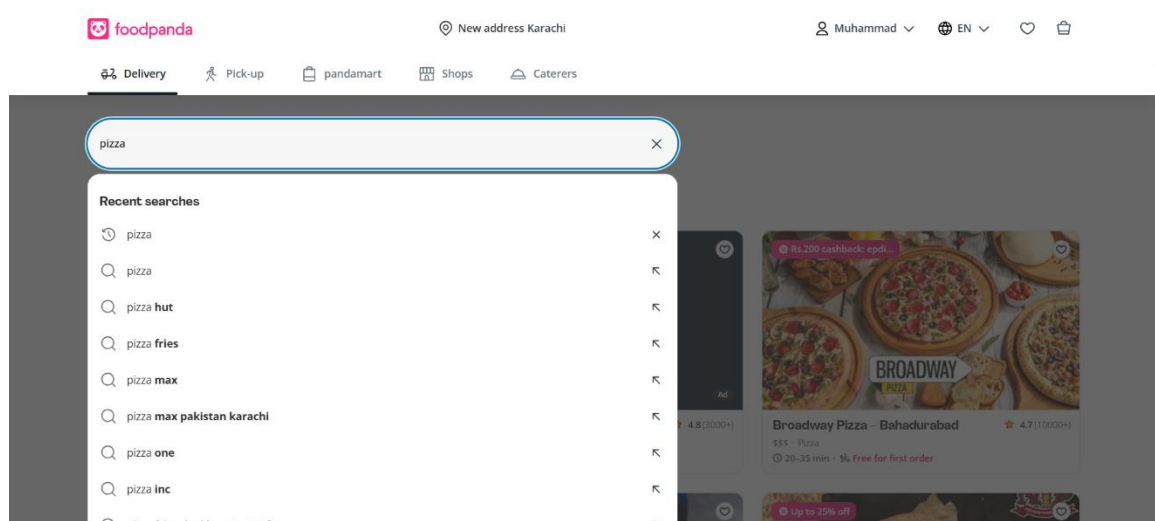 foodpanda
New address Karachi
Muhammad
EN
Delivery
Pick-up
pandamart
Shops
Caterers
pizza
Recent searches
pizza
pizza
pizza hut
pizza fries
pizza max
pizza max pakistan karachi
pizza one
pizza inc
Ad
4.8 (3000+)
Rs.200 cashback: epdi...
BROADWAY
PIZZA
Broadway Pizza – Bahadurabad
4.7 (10000+)
$$$ · Pizza
20–35 min · Free for first order
Up to 25% off